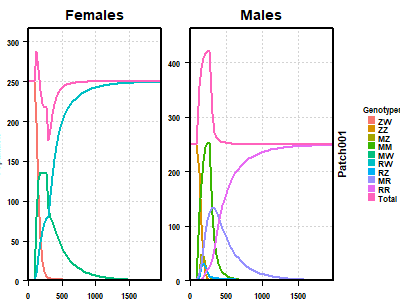 Females
Males
300
250
200
150
100
50
0
0
500
1000
1500
400
300
200
100
0
0
500
1000
1500
Patch001
Genotypes
ZW
ZZ
MZ
MM
MW
RW
RZ
MR
RR
Total